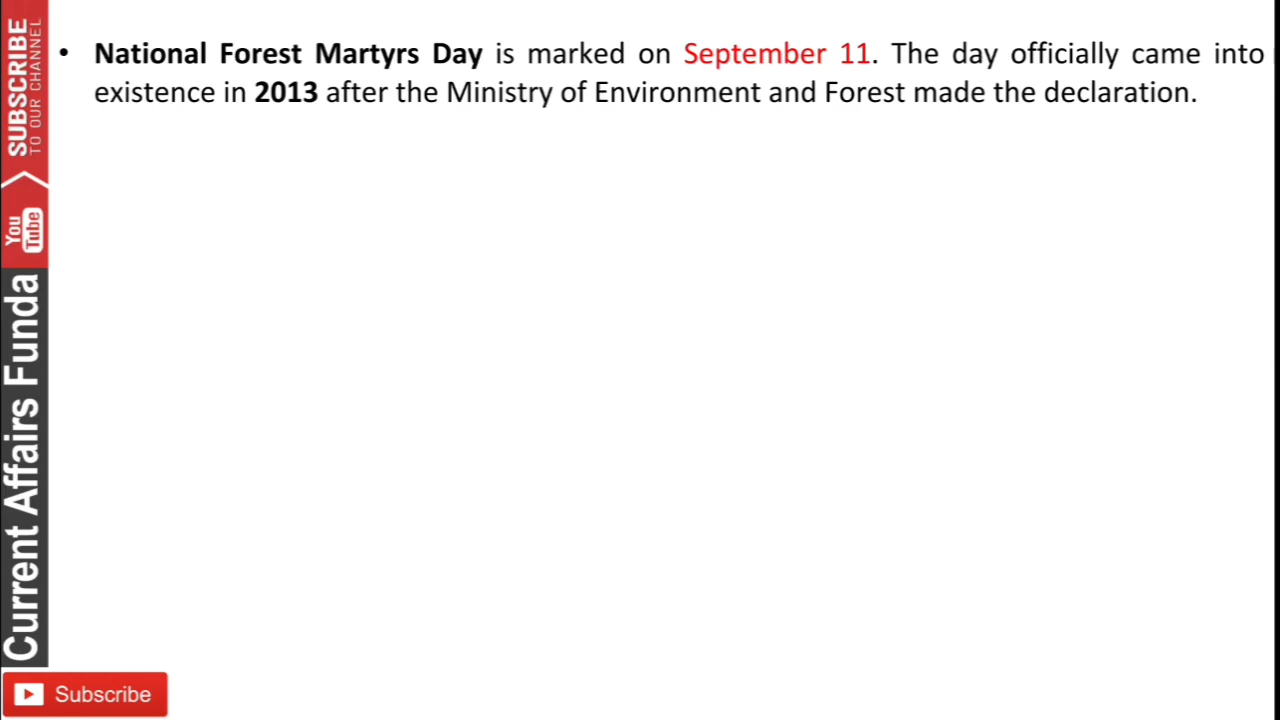 • National Forest Martyrs Day is marked on September 11. The day officially came into
existence in 2013 after the Ministry of Environment and Forest made the declaration.
SUBSCRIBE
TO OUR CHANNEL
You
Tube
Current Affairs Funda
Subscribe